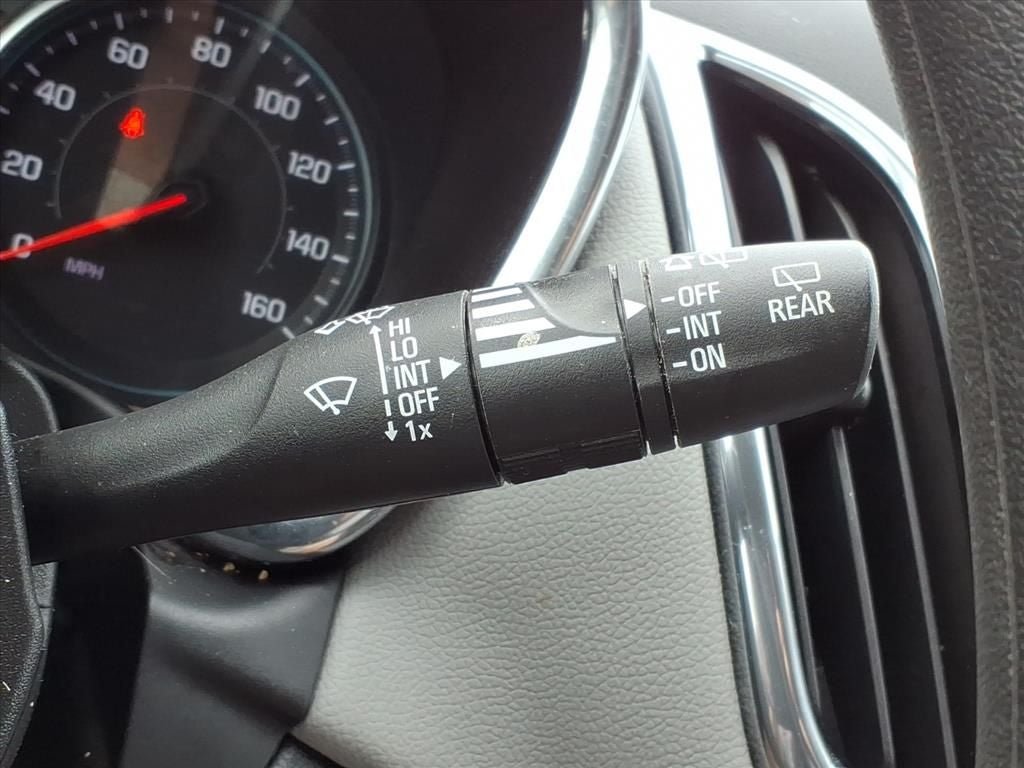 0
20
40
60
80
100
120
140
160
MPH
HI
LO
INT
OFF
1x
-OFF
-INT
-ON
REAR